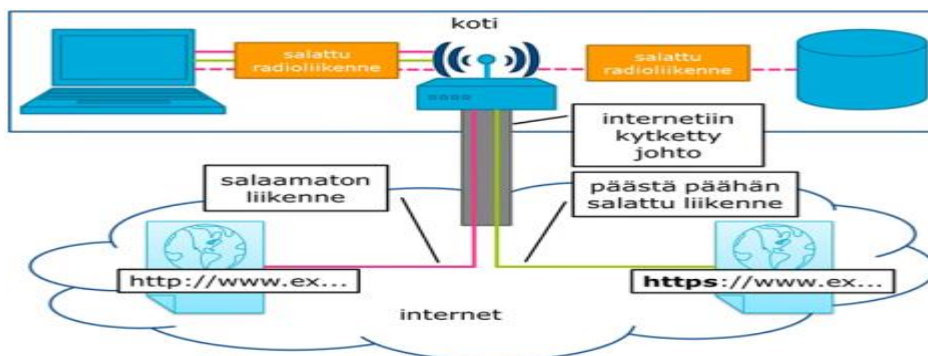 koti
salattu
radioliikenne
salattu
radioliikenne
internetiin
kytketty
johto
salaamaton
liikenne
päästä päähän
salattu liikenne
http://www.ex...
https://www.ex...
internet